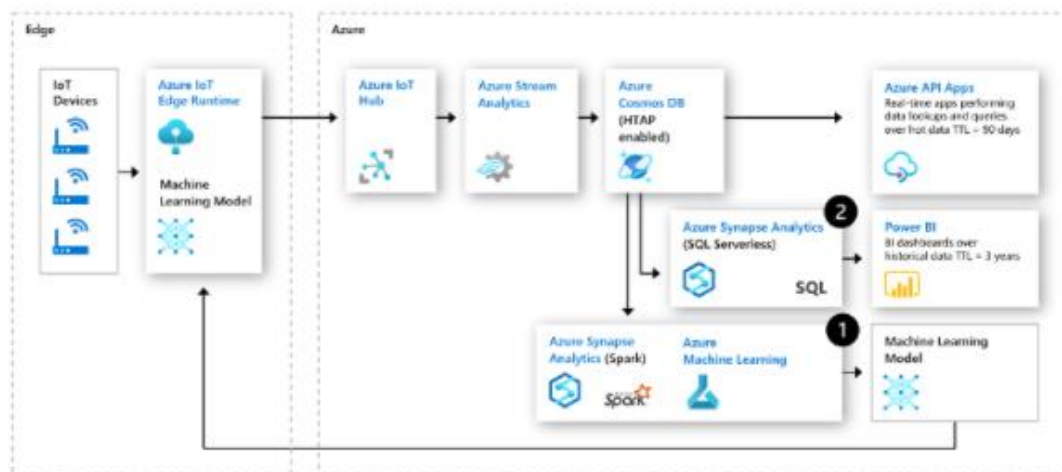 Edge
IoT
Devices
Azure IoT
Edge Runtime
Machine
Learning Model
Azure
Azure IoT
Hub
Azure Stream
Analytics
Azure
Cosmos DB
(HTAP
enabled)
Azure API Apps
Real-time apps performing
data lookups and queries
over hot data TTL = 90 days
2
Azure Synapse Analytics
(SQL Serverless)
SQL
Power BI
BI dashboards over
historical data TTL = 3 years
1
Azure Synapse
Analytics (Spark)
Spark
Azure
Machine Learning
Machine Learning
Model